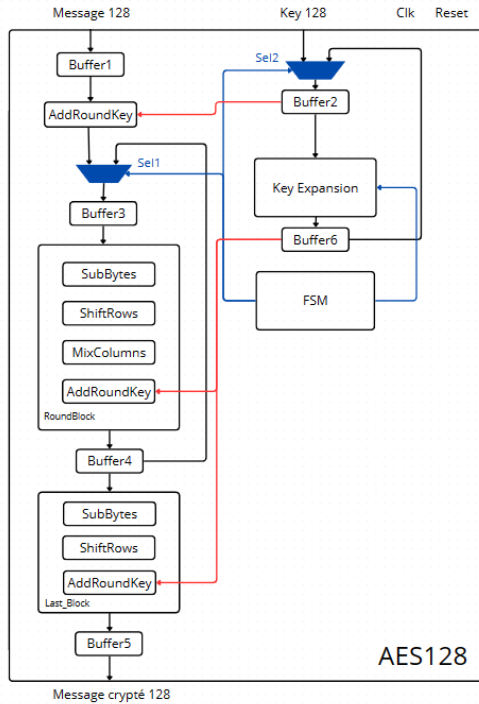 Message 128
Key 128
Clk
Reset
Buffer1
Sel2
Buffer2
AddRoundKey
Sel1
Key Expansion
Buffer3
Buffer6
SubBytes
FSM
ShiftRows
MixColumns
AddRoundKey
RoundBlock
Buffer4
SubBytes
ShiftRows
AddRoundKey
Last_Block
Buffer5
AES128
Message crypté 128